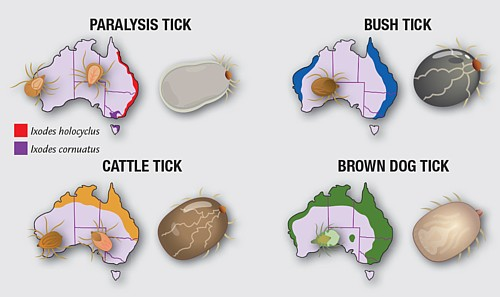 PARALYSIS TICK
BUSH TICK
Ixodes holocyclus
Ixodes cornuatus
CATTLE TICK
BROWN DOG TICK